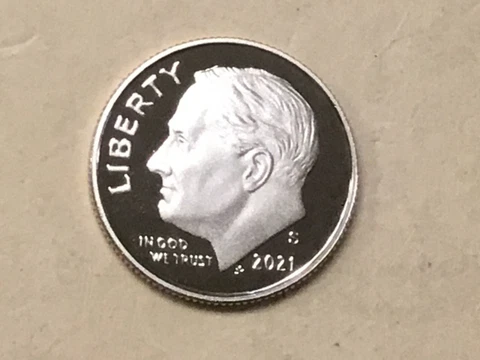 LIBERTY
IN GOD
WE TRUST
S
2021